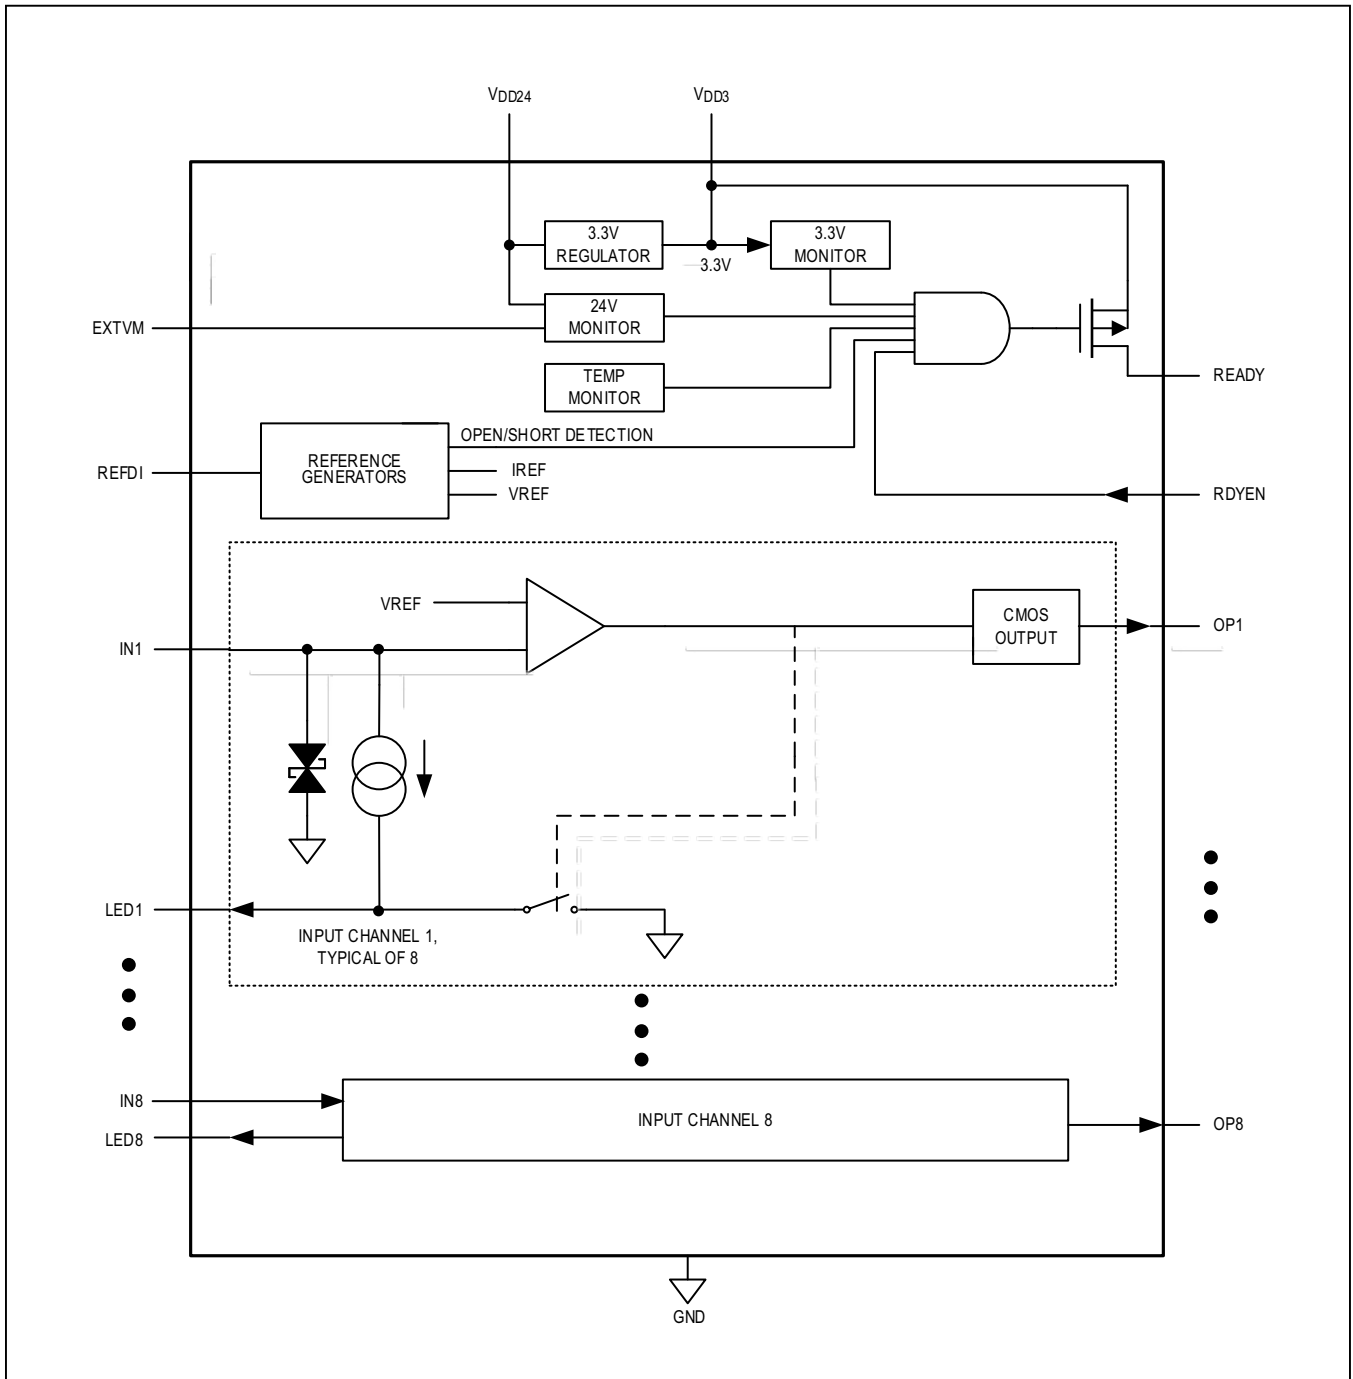 VDD24
VDD3
3.3V
REGULATOR
3.3V
MONITOR
3.3V
24V
MONITOR
EXTVM
TEMP
MONITOR
READY
OPEN/SHORT DETECTION
REFERENCE
GENERATORS
REFDI
IREF
VREF
RDYEN
VREF
CMOS
OUTPUT
OP1
IN1
LED1
INPUT CHANNEL 1,
TYPICAL OF 8
IN8
INPUT CHANNEL 8
OP8
LED8
GND